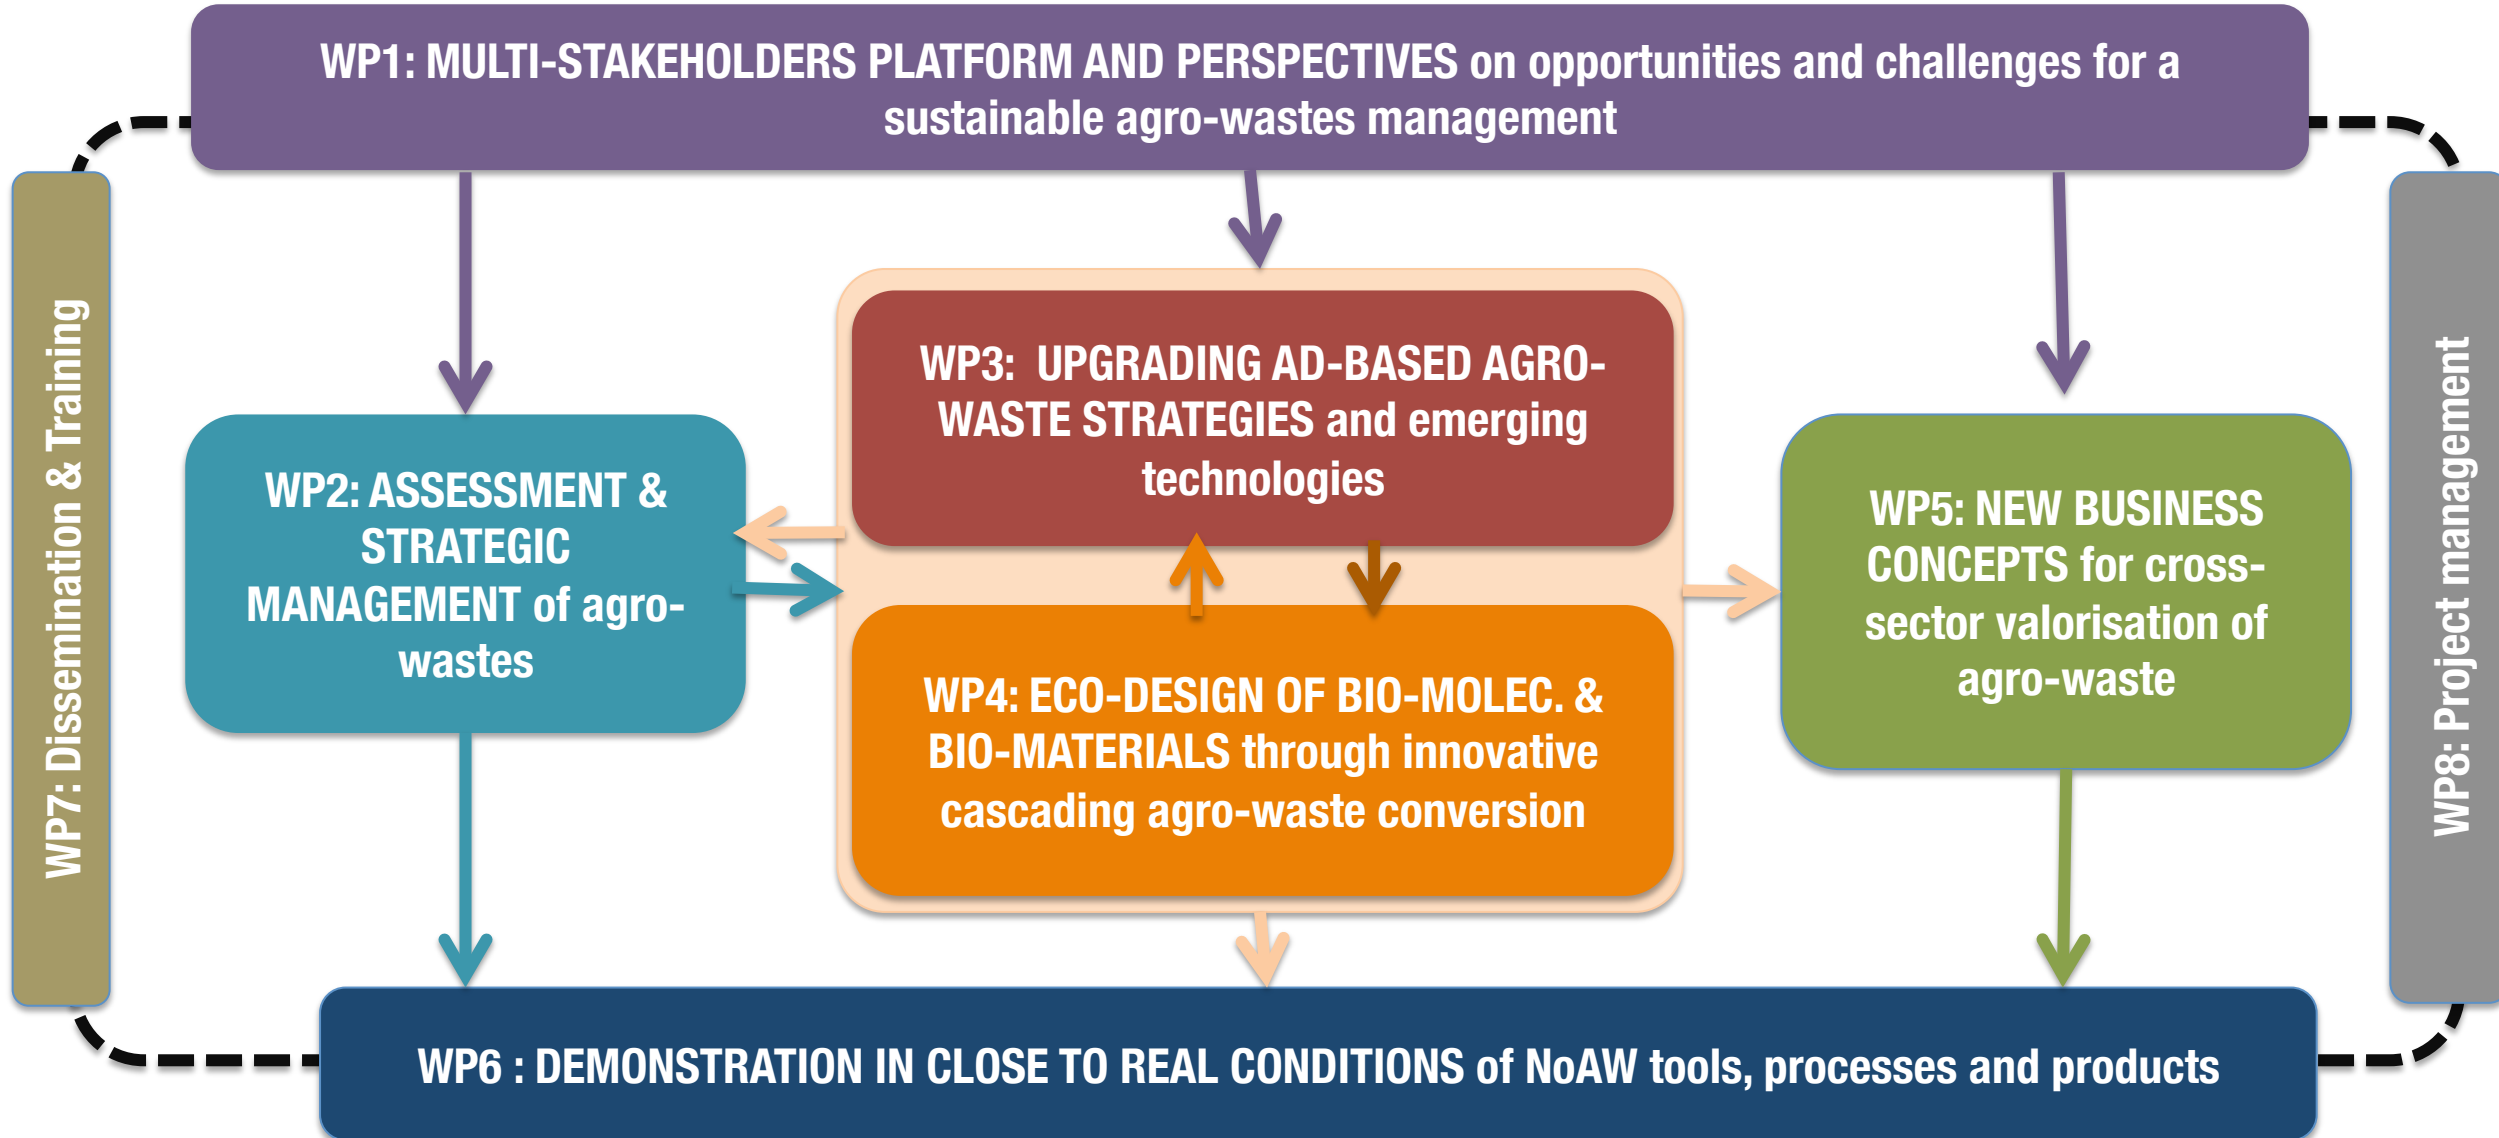 WP1: MULTI-STAKEHOLDERS PLATFORM AND PERSPECTIVES on opportunities and challenges for a
sustainable agro-wastes management
WP7: Dissemination & Training
WP2: ASSESSMENT &
STRATEGIC
MANAGEMENT of agro-
wastes
WP3: UPGRADING AD-BASED AGRO-
WASTE STRATEGIES and emerging
technologies
WP4: ECO-DESIGN OF BIO-MOLEC. &
BIO-MATERIALS through innovative
cascading agro-waste conversion
WP5: NEW BUSINESS
CONCEPTS for cross-
sector valorisation of
agro-waste
WP8: Project management
WP6 : DEMONSTRATION IN CLOSE TO REAL CONDITIONS of NoAW tools, processes and products